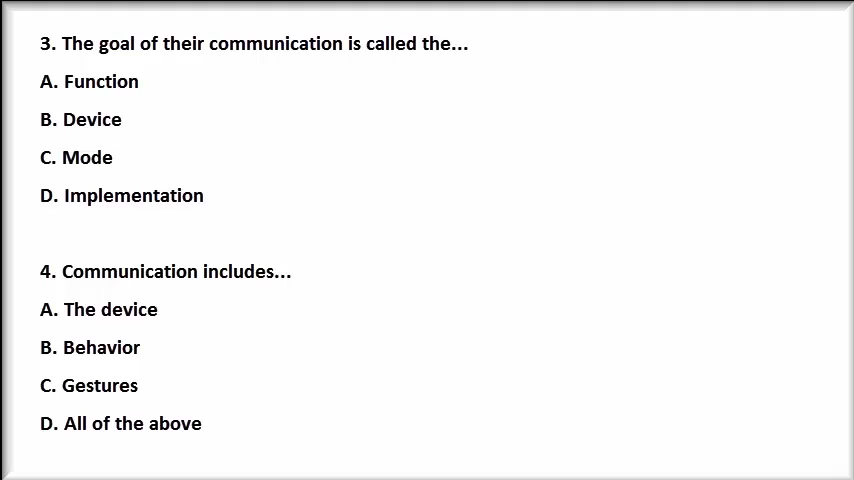 3. The goal of their communication is called the...
A. Function
B. Device
C. Mode
D. Implementation
4. Communication includes...
A. The device
B. Behavior
C. Gestures
D. All of the above